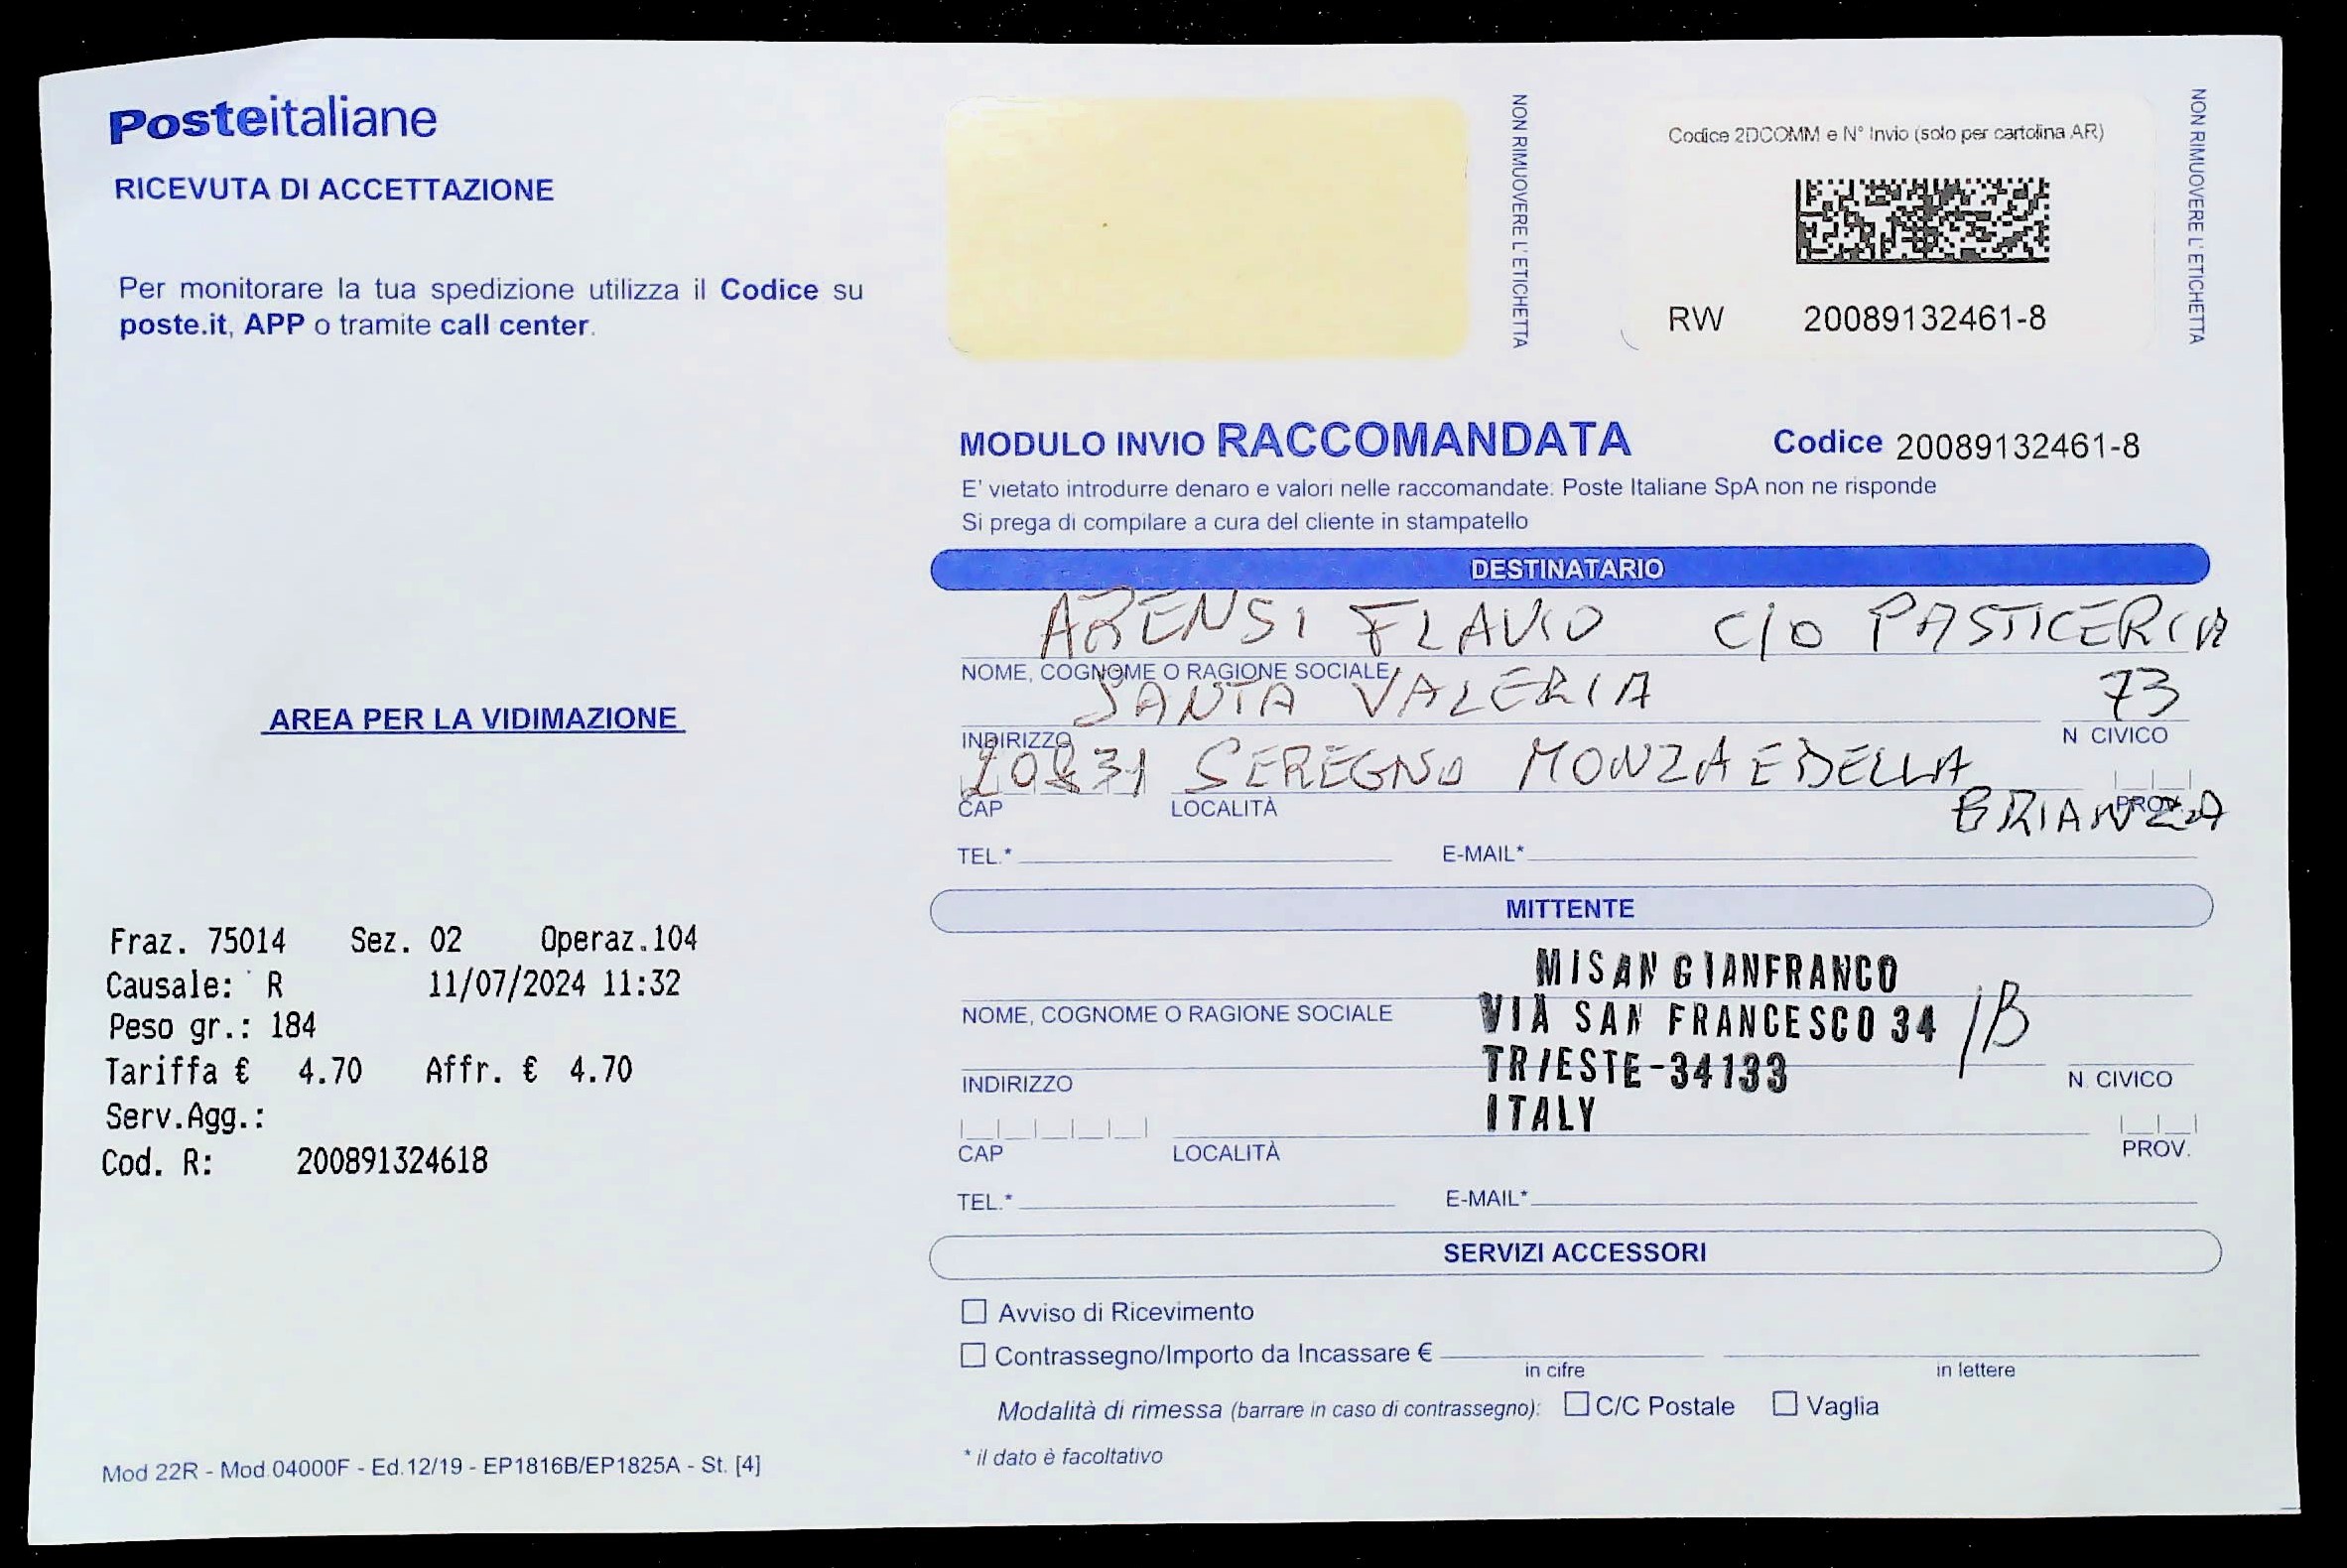 Posteitaliane
RICEVUTA DI ACCETTAZIONE
Per monitorare la tua spedizione utilizza il Codice su
poste.it, APP o tramite call center.
AREA PER LA VIDIMAZIONE
Fraz. 75014 Sez. 02 Operaz.104
Causale: R 11/07/2024 11:32
Peso gr.: 184
Tariffa € 4.70 Affr. € 4.70
Serv.Agg.:
Cod. R: 200891324618
Mod 22R - Mod.04000F - Ed.12/19 - EP1816B/EP1825A - St. [4]
NON RIMUOVERE L'ETICHETTA
Codice 2DCOMM e N° Invio (solo per cartolina AR)
RW 20089132461-8
NON RIMUOVERE L'ETICHETTA
MODULO INVIO RACCOMANDATA Codice 20089132461-8
E' vietato introdurre denaro e valori nelle raccomandate: Poste Italiane SpA non ne risponde
Si prega di compilare a cura del cliente in stampatello
DESTINATARIO
ARENSI FLAVIO C/O PASTICERIA
NOME, COGNOME O RAGIONE SOCIALE
SANTA VALERIA 73
INDIRIZZO N CIVICO
20831 SEREGNO MONZA E DELLA
BRIANZA
CAP LOCALITÀ PROV.
TEL.* E-MAIL*
MITTENTE
MISAN GIANFRANCO
NOME, COGNOME O RAGIONE SOCIALE
VIA SAN FRANCESCO 34 /B
TRIESTE-34133
INDIRIZZO N. CIVICO
ITALY
CAP LOCALITÀ PROV.
TEL.* E-MAIL*
SERVIZI ACCESSORI
Avviso di Ricevimento
Contrassegno/Importo da Incassare €
in cifre in lettere
Modalità di rimessa (barrare in caso di contrassegno): C/C Postale Vaglia
* il dato è facoltativo